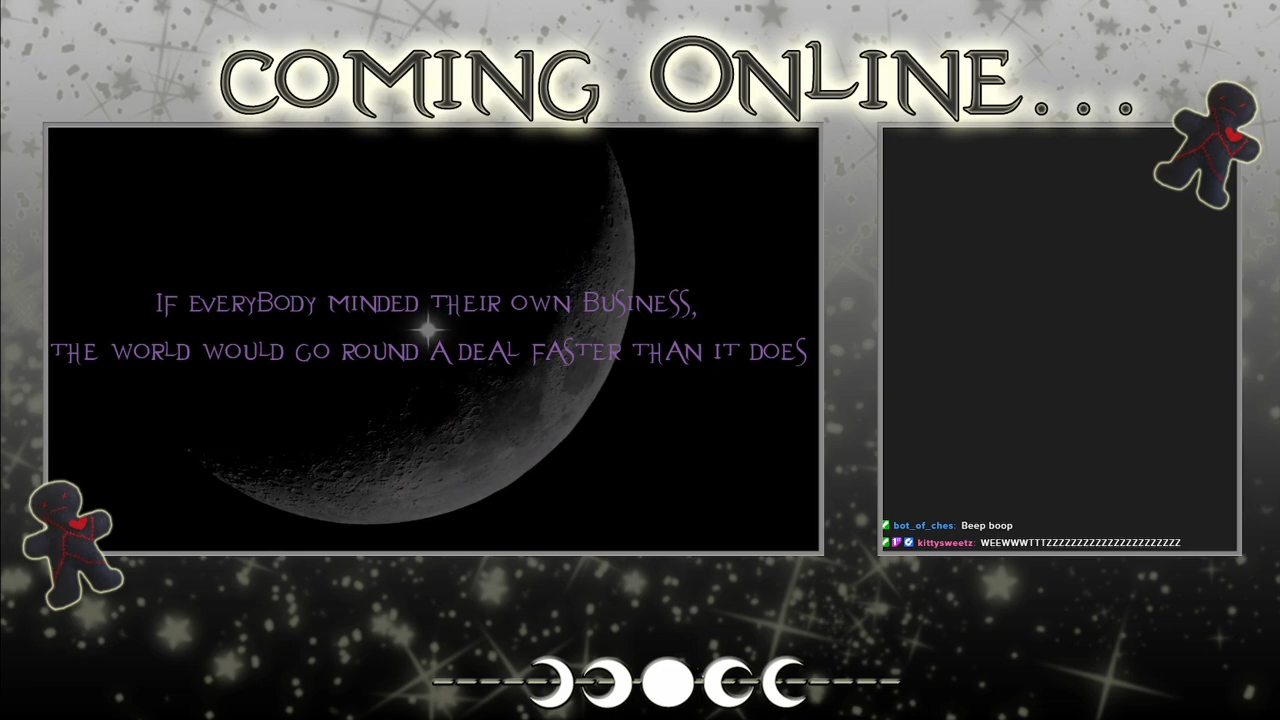 COMING ONLINE...
IF EVERYBODY MINDED THEIR OWN BUSINESS,
THE WORLD WOULD GO ROUND A DEAL FASTER THAN IT DOES
bot_of_ches: Beep boop
kittysweetz: WEEWWWTTTZZZZZZZZZZZZZZZZZZZZZZZ